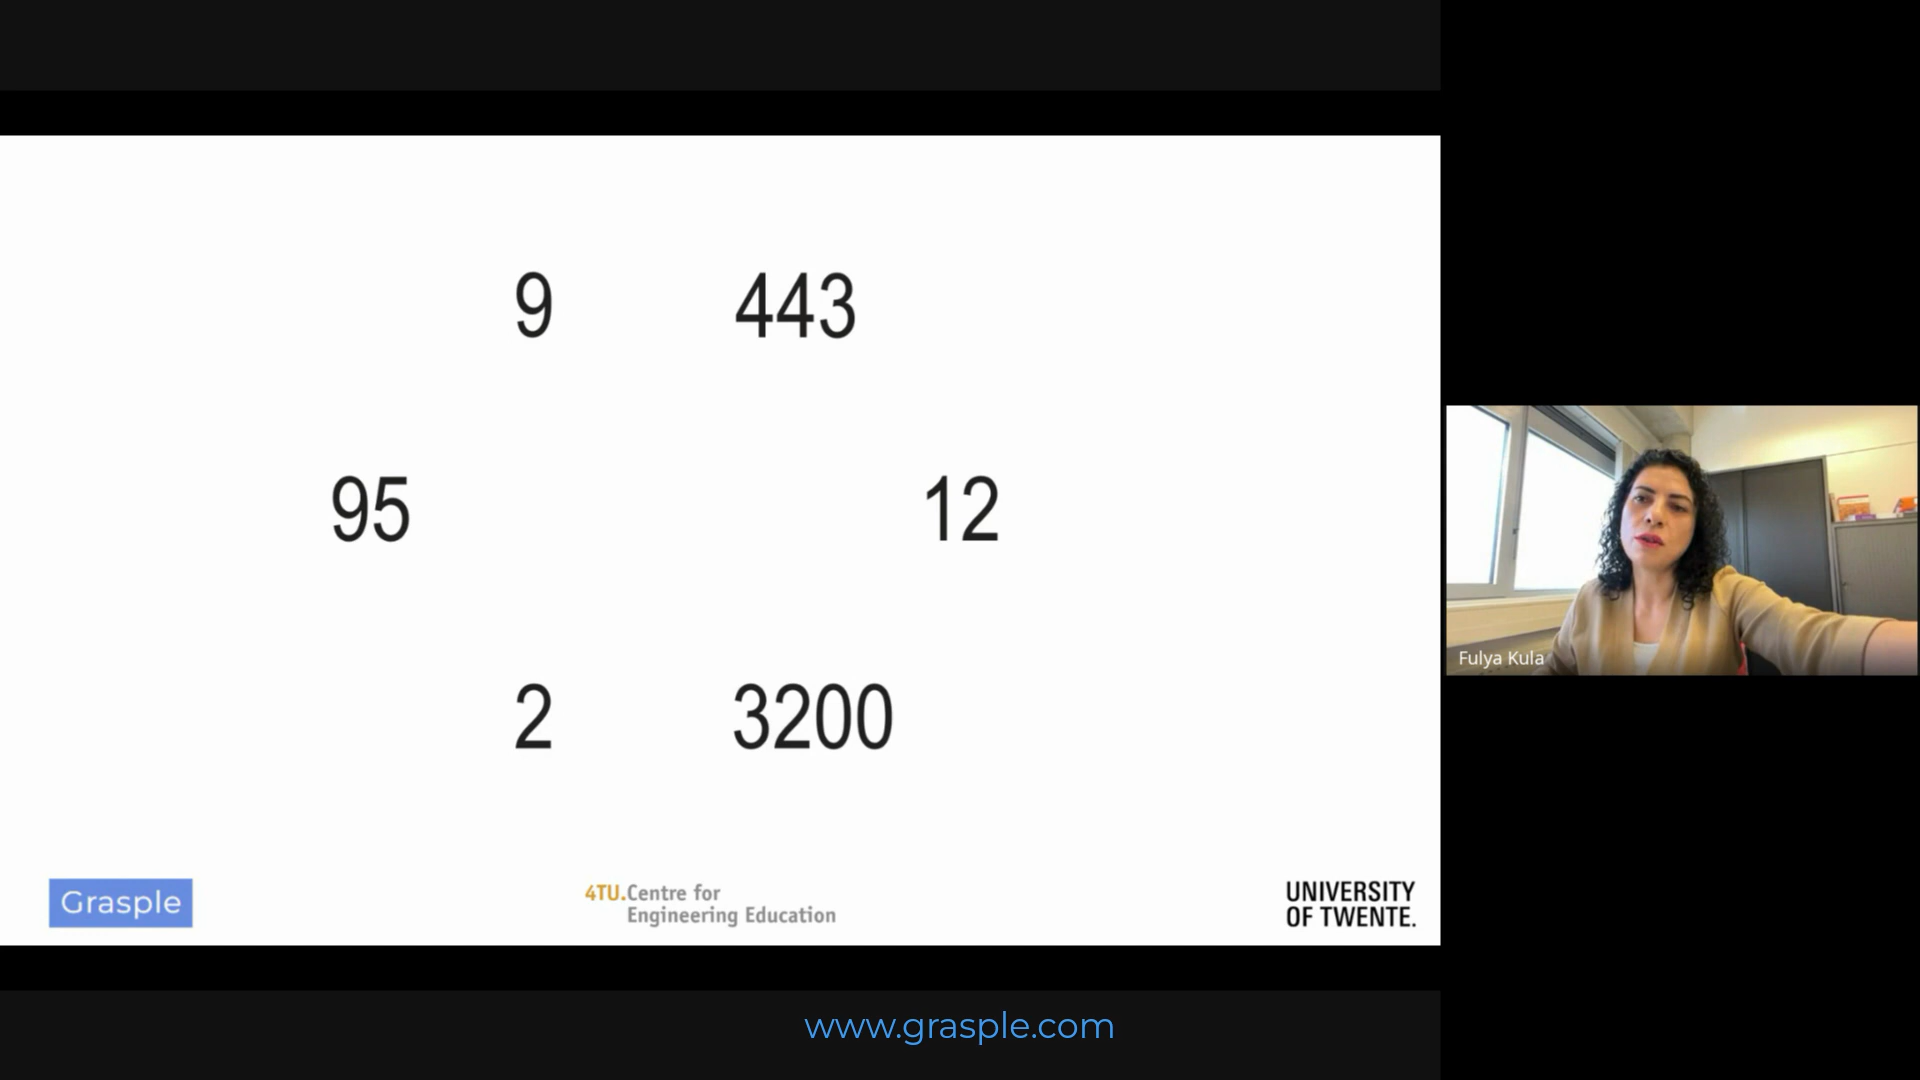 9 443
95 12
2 3200
Fulya Kula
Grasple
4TU.Centre for
Engineering Education
UNIVERSITY
OF TWENTE.
www.grasple.com